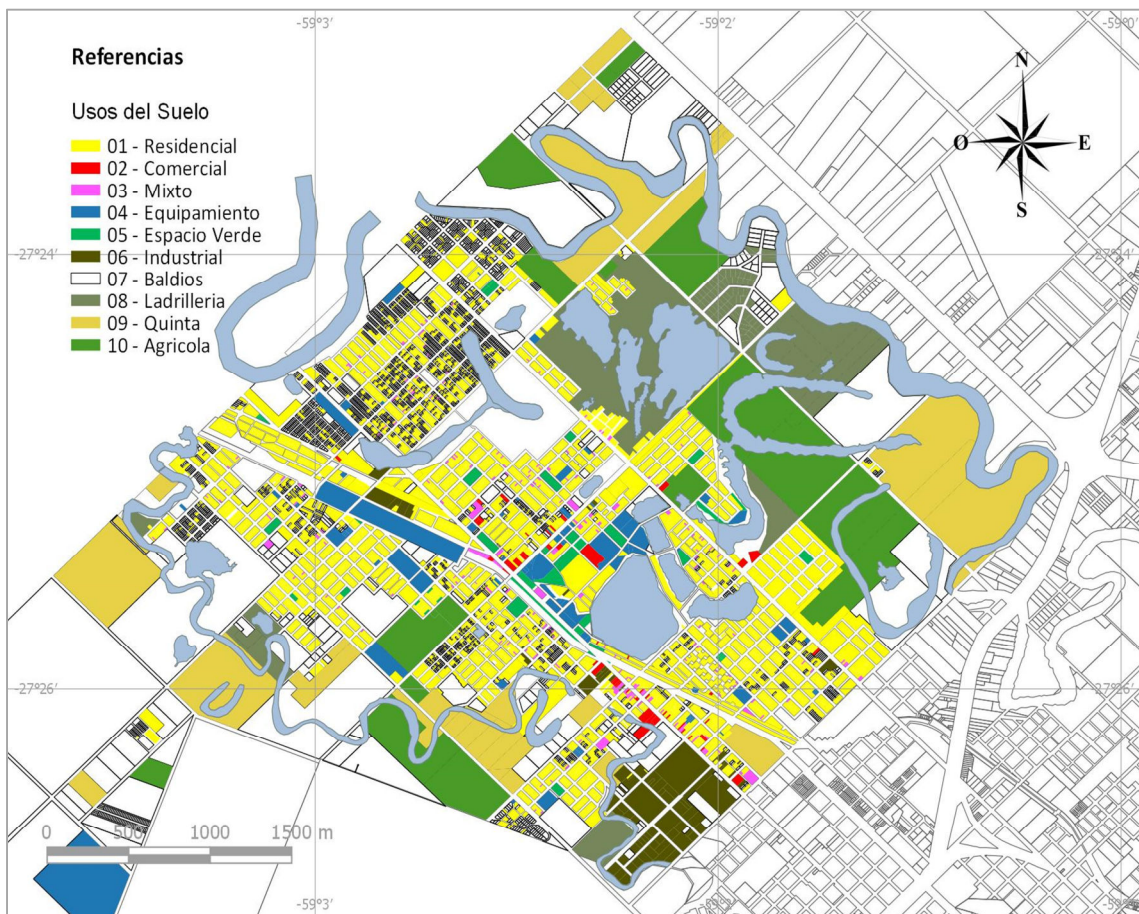 -59°3'
-59°2'
-59°0'
Referencias
Usos del Suelo
01 - Residencial
02 - Comercial
03 - Mixto
04 - Equipamiento
05 - Espacio Verde
06 - Industrial
07 - Baldios
08 - Ladrilleria
09 - Quinta
10 - Agricola
N
O
E
S
-27°24'
-27°26'
-27°26'
0 500 1000 1500 m
-59°3'
-59°2'